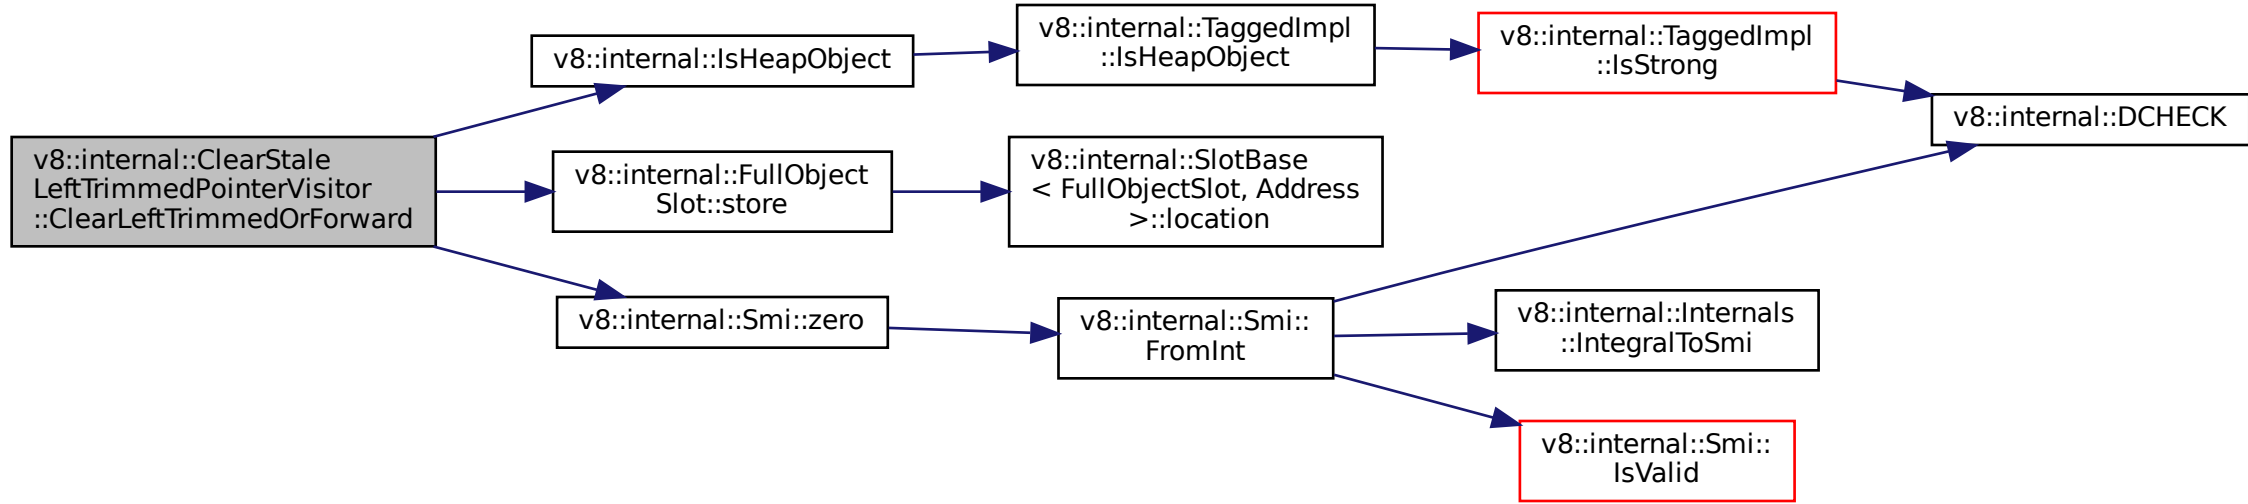 v8::internal::ClearStale
LeftTrimmedPointerVisitor
::ClearLeftTrimmedOrForward
v8::internal::IsHeapObject
v8::internal::TaggedImpl
::IsHeapObject
v8::internal::TaggedImpl
::IsStrong
v8::internal::DCHECK
v8::internal::FullObject
Slot::store
v8::internal::SlotBase
< FullObjectSlot, Address
>::location
v8::internal::Smi::zero
v8::internal::Smi::
FromInt
v8::internal::Internals
::IntegralToSmi
v8::internal::Smi::
IsValid